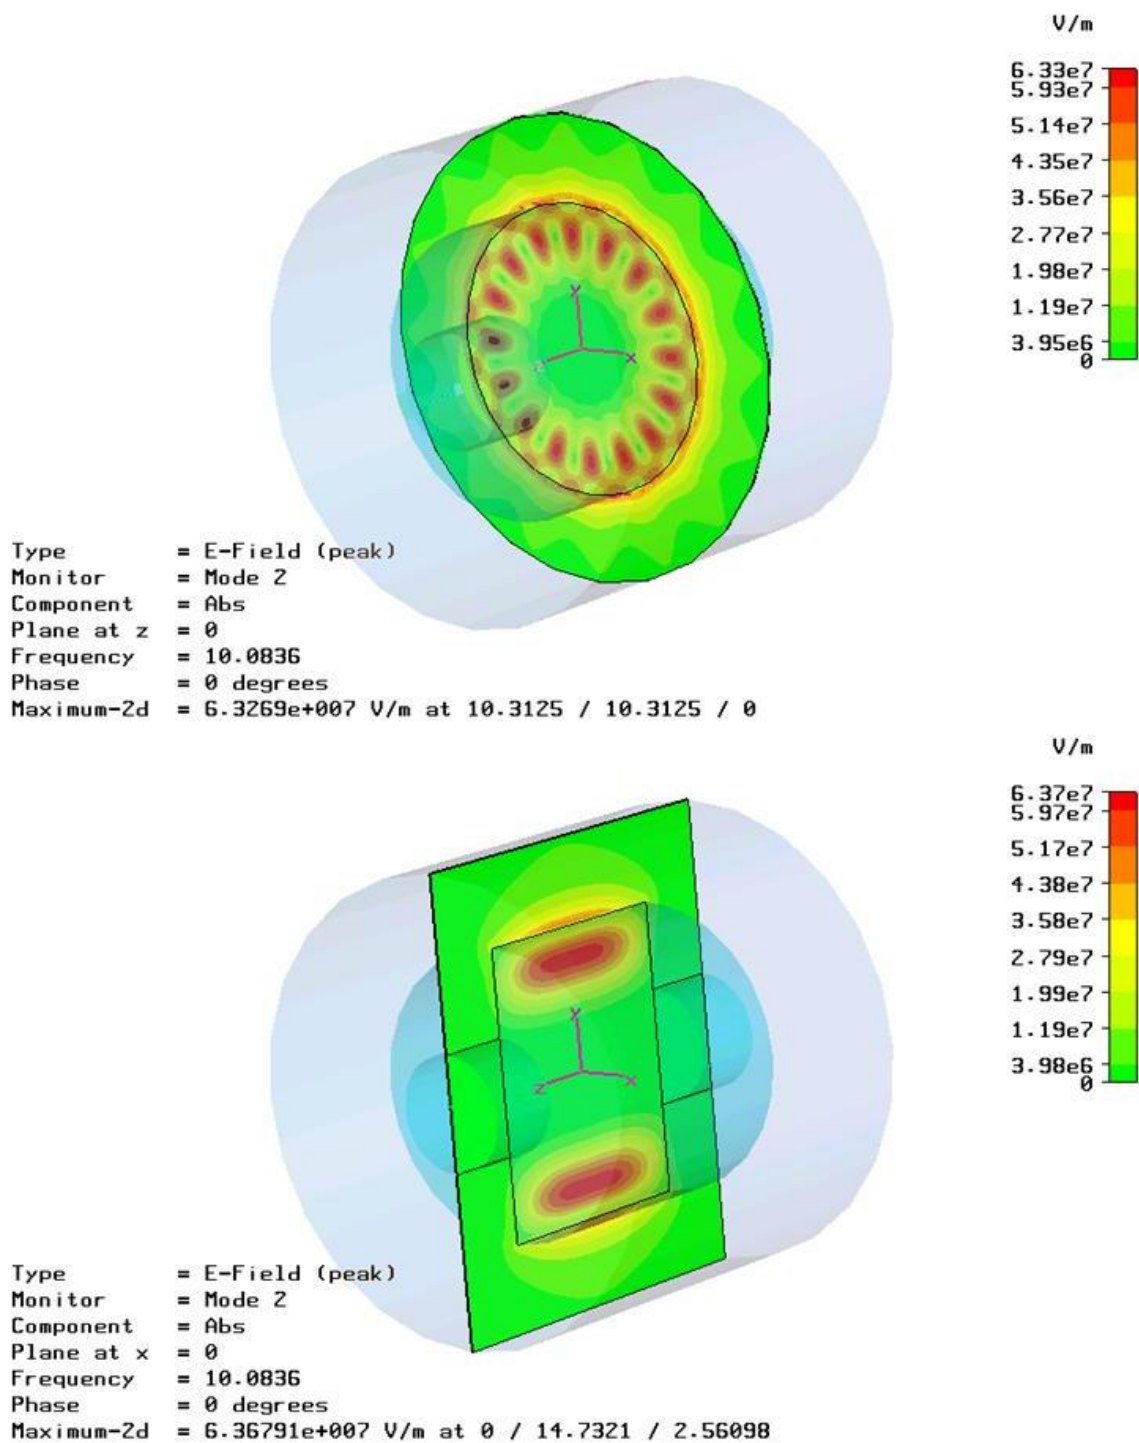 V/m
6.33e7
5.93e7
5.14e7
4.35e7
3.56e7
2.77e7
1.98e7
1.19e7
3.95e6
0
y
z
x
Type = E-Field (peak)
Monitor = Mode 2
Component = Abs
Plane at z = 0
Frequency = 10.0836
Phase = 0 degrees
Maximum-2d = 6.3269e+007 V/m at 10.3125 / 10.3125 / 0
V/m
6.37e7
5.97e7
5.17e7
4.38e7
3.58e7
2.79e7
1.99e7
1.19e7
3.98e6
0
y
z
x
Type = E-Field (peak)
Monitor = Mode 2
Component = Abs
Plane at x = 0
Frequency = 10.0836
Phase = 0 degrees
Maximum-2d = 6.36791e+007 V/m at 0 / 14.7321 / 2.56098